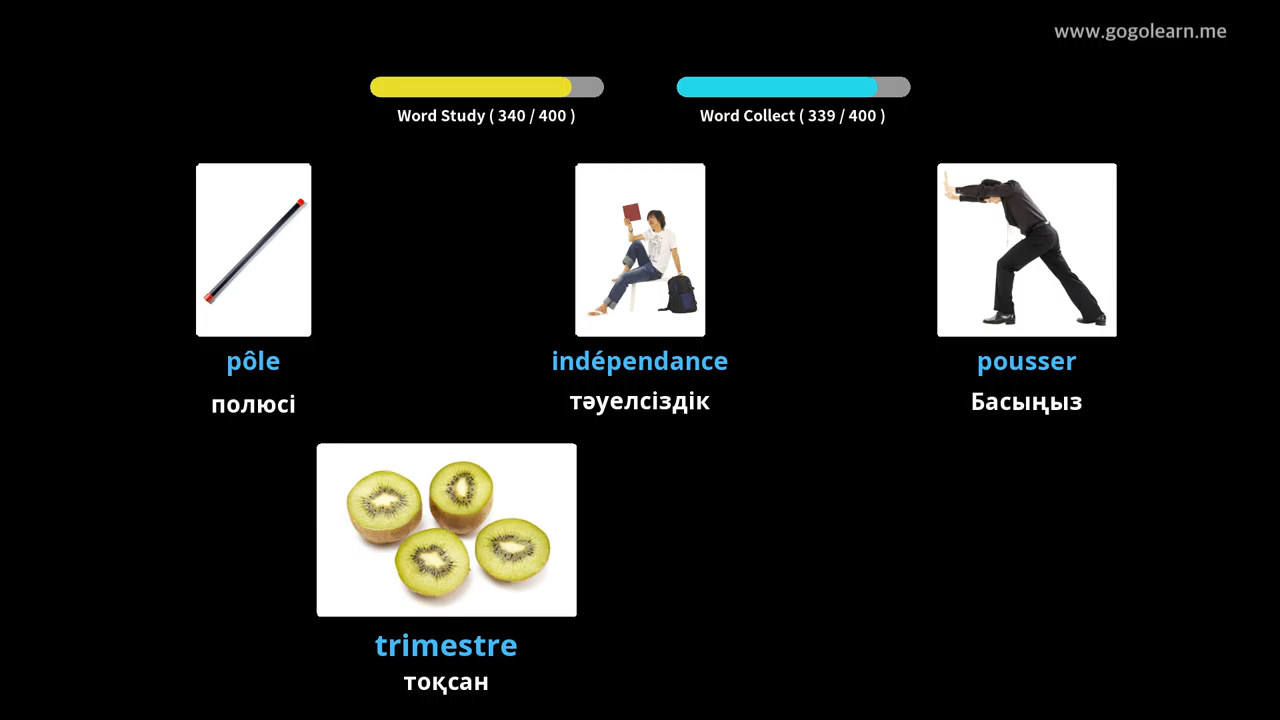 www.gogolearn.me
Word Study ( 340 / 400 )
Word Collect ( 339 / 400 )
pôle
indépendance
pousser
полюсі
тәуелсіздік
Басыңыз
trimestre
тоқсан